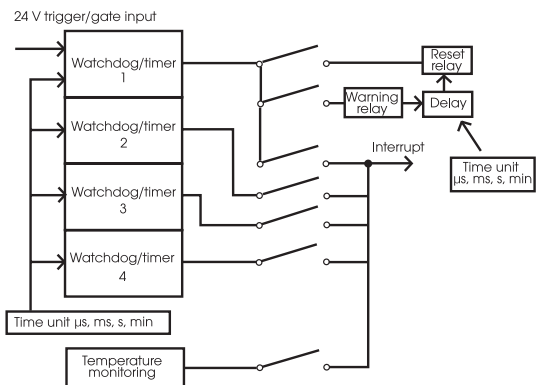 24 V trigger/gate input
Watchdog/timer
1
Reset
relay
Warning
relay
Delay
Watchdog/timer
2
Interrupt
Time unit
µs, ms, s, min
Watchdog/timer
3
Watchdog/timer
4
Time unit µs, ms, s, min
Temperature
monitoring